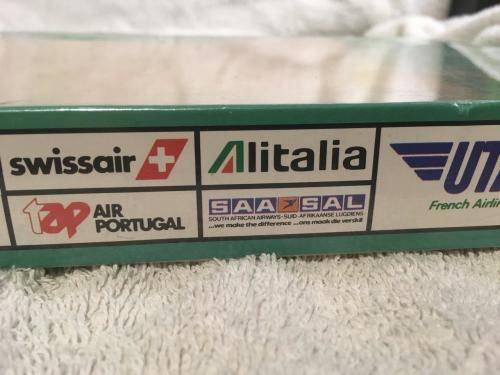 swissair
Alitalia
UTA
French Airlin
tap AIR
PORTUGAL
SAA SAL
SOUTH AFRICAN AIRWAYS-SUID-AFRIKAANSE LUGDIENS
...we make the difference ...ons maak die verskil